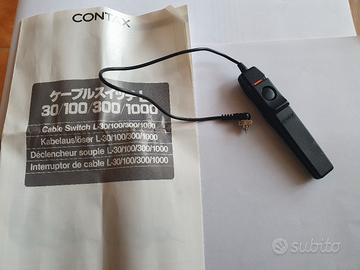 CONTAX
ケーブルスイッチL
30/100/300/1000
Cable Switch L-30/100/300/1000
Kabelauslöser L-30/100/300/1000
Déclencheur souple L-30/100/300/1000
Interruptor de cable L-30/100/300/1000
subito